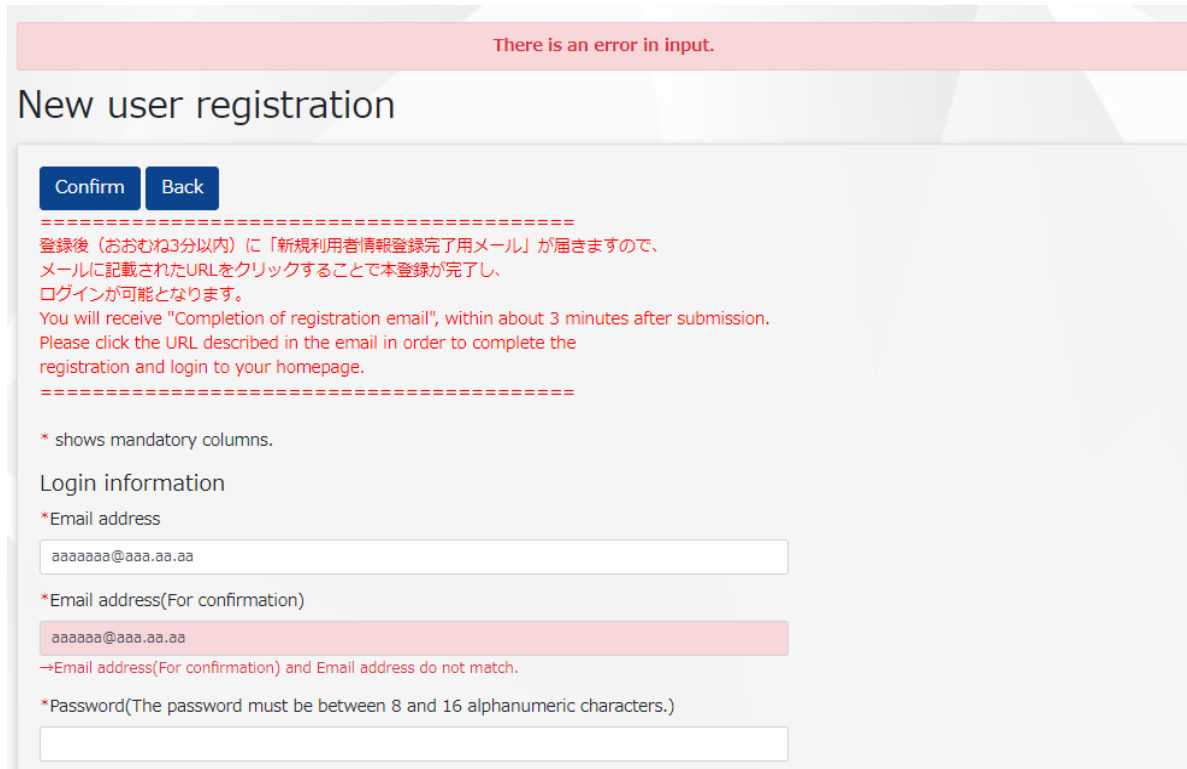 There is an error in input.
New user registration
Confirm Back
=========================================
登録後（おおむね3分以内）に「新規利用者情報登録完了用メール」が届きますので、
メールに記載されたURLをクリックすることで本登録が完了し、
ログインが可能となります。
You will receive "Completion of registration email", within about 3 minutes after submission.
Please click the URL described in the email in order to complete the
registration and login to your homepage.
=========================================
* shows mandatory columns.
Login information
*Email address
aaaaaaa@aaa.aa.aa
*Email address(For confirmation)
aaaaaa@aaa.aa.aa
→Email address(For confirmation) and Email address do not match.
*Password(The password must be between 8 and 16 alphanumeric characters.)